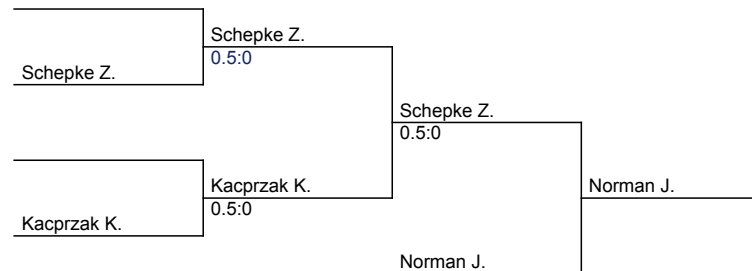 Schepke Z.
0.5:0
Schepke Z.
Schepke Z.
0.5:0
Kacprzak K.
Norman J.
0.5:0
Kacprzak K.
Norman J.